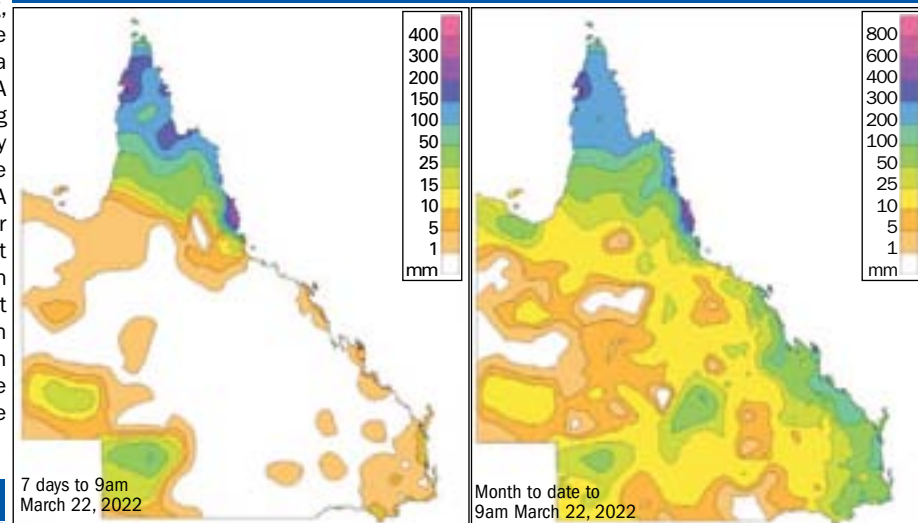 e
a
A
g
y
e
A
r
t
n
t
n
n
e
e
400
300
200
150
100
50
25
15
10
5
1
mm
7 days to 9am
March 22, 2022
800
600
400
300
200
100
50
25
10
5
1
mm
Month to date to
9am March 22, 2022